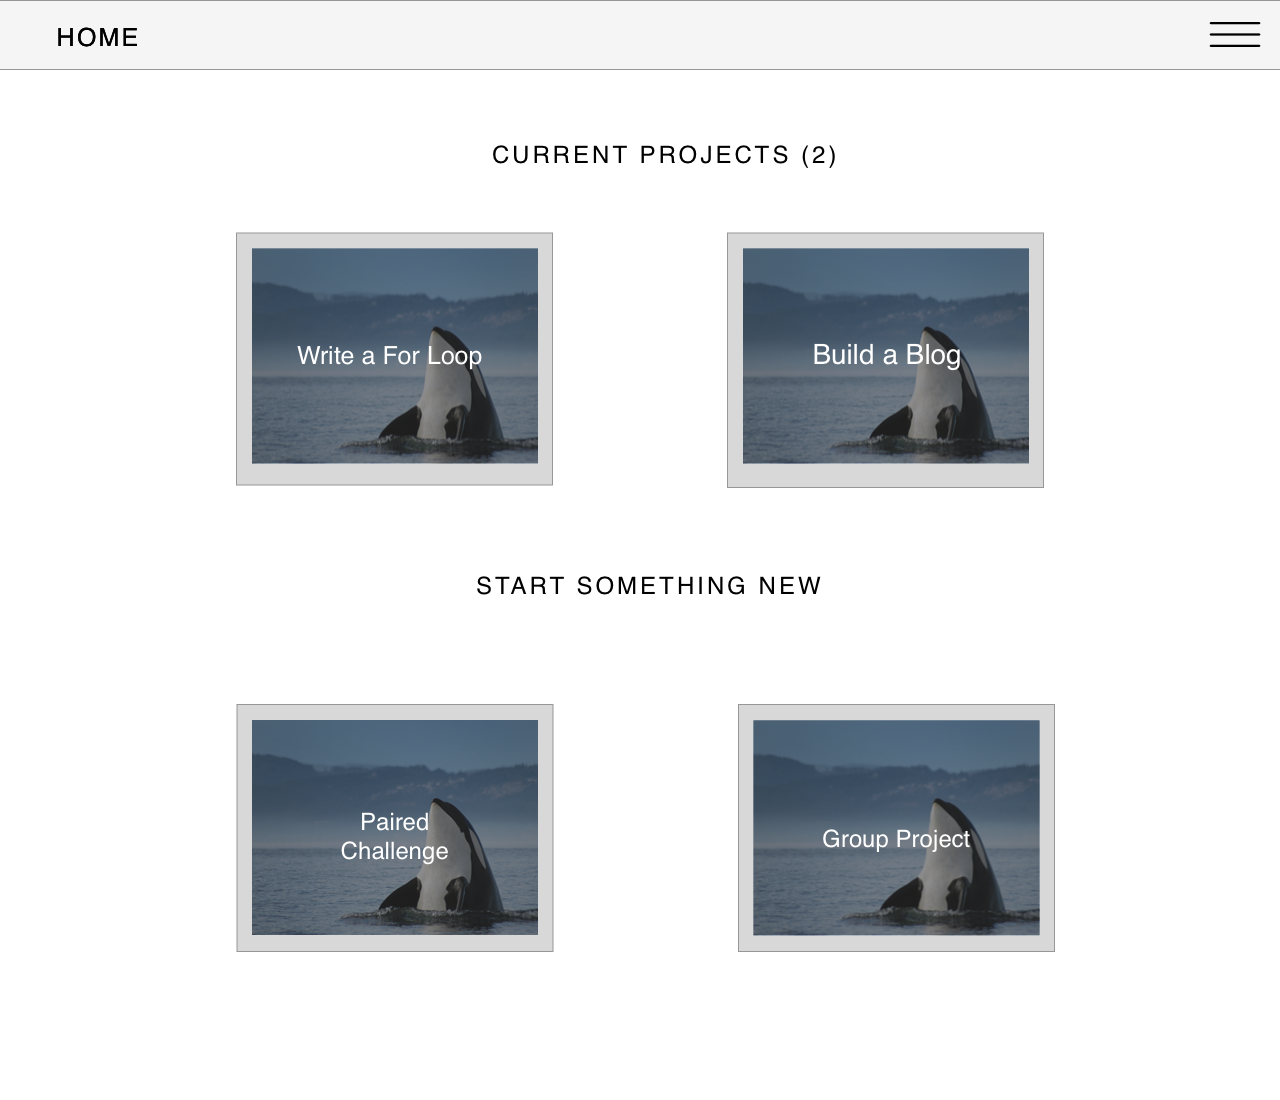 HOME
CURRENT PROJECTS (2)
Write a For Loop
Build a Blog
START SOMETHING NEW
Paired
Challenge
Group Project